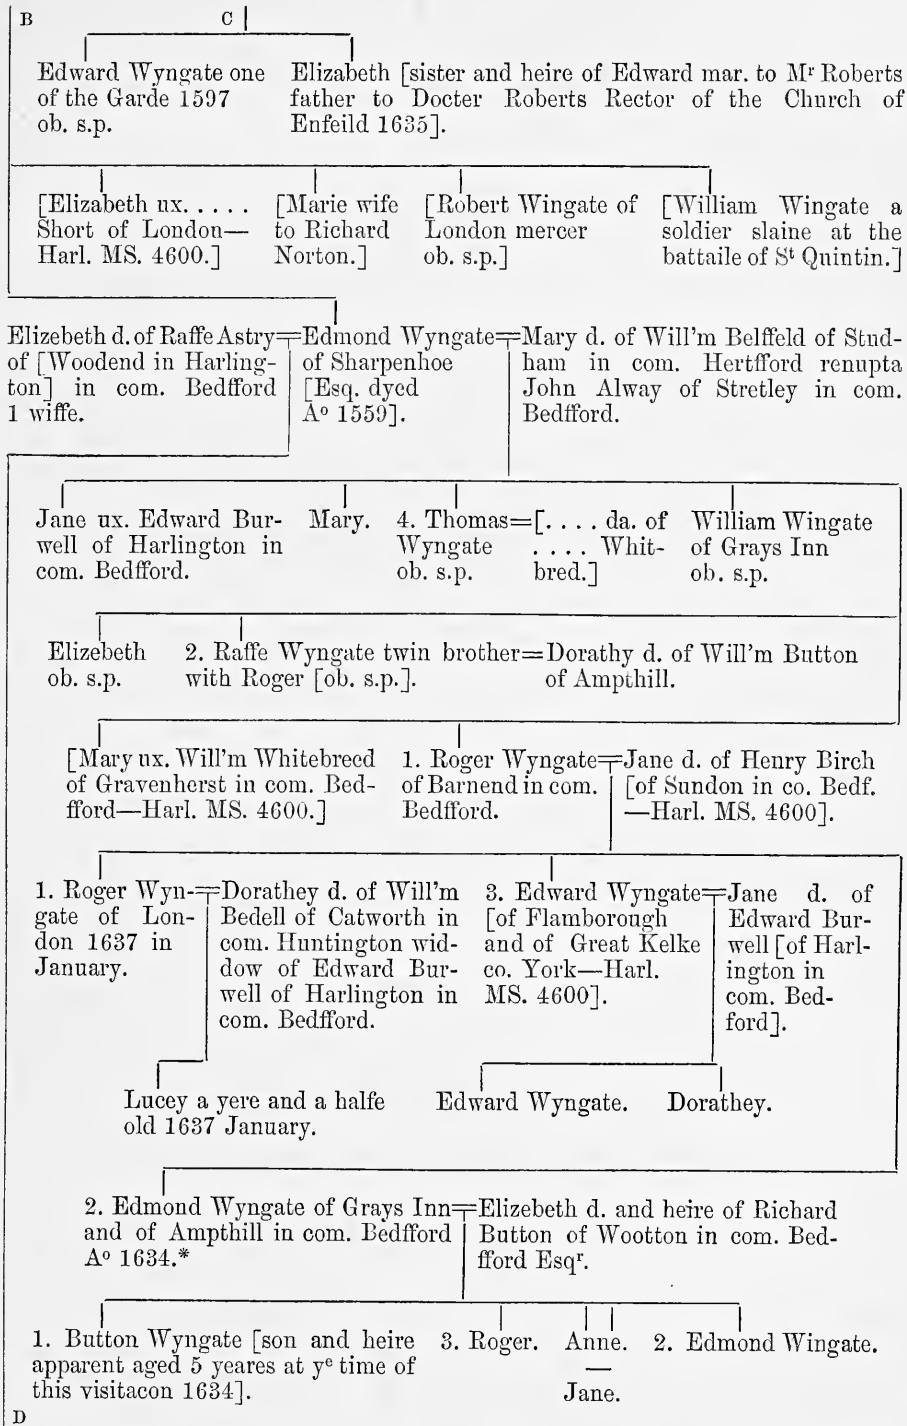 B C
Edward Wyngate one
of the Garde 1597
ob. s.p.
Elizabeth [sister and heire of Edward mar. to Mr Roberts
father to Docter Roberts Rector of the Church of
Enfeild 1635].
[Elizabeth ux. . . . . .
Short of London—
Harl. MS. 4600.]
[Marie wife
to Richard
Norton.]
[Robert Wingate of
London mercer
ob. s.p.]
[William Wingate a
soldier slaine at the
battaile of St Quintin.]
Elizebeth d. of Raffe Astry
of [Woodend in Harling-
ton] in com. Bedfford
1 wiffe.
=Edmond Wyngate=
of Sharpenhoe
[Esq. dyed
Ao 1559].
Mary d. of Will'm Belffeld of Stud-
ham in com. Hertfford renupta
John Alway of Stretley in com.
Bedfford.
Jane ux. Edward Bur-
well of Harlington in
com. Bedfford.
Mary.
4. Thomas=
Wyngate
ob. s.p.
[. . . . da. of
. . . . Whit-
bred.]
William Wingate
of Grays Inn
ob. s.p.
Elizebeth
ob. s.p.
2. Raffe Wyngate twin brother=
with Roger [ob. s.p.].
Dorathy d. of Will'm Button
of Ampthill.
[Mary ux. Will'm Whitebreed
of Gravenherst in com. Bed-
fford—Harl. MS. 4600.]
1. Roger Wyngate=
of Barnend in com.
Bedfford.
Jane d. of Henry Birch
[of Sundon in co. Bedf.
—Harl. MS. 4600].
1. Roger Wyn-=
gate of Lon-
don 1637 in
January.
Dorathey d. of Will'm
Bedell of Catworth in
com. Huntington wid-
dow of Edward Bur-
well of Harlington in
com. Bedfford.
3. Edward Wyngate=
[of Flamborough
and of Great Kelke
co. York—Harl.
MS. 4600].
Jane d. of
Edward Bur-
well [of Harl-
ington in
com. Bed-
ford].
Lucey a yere and a halfe
old 1637 January.
Edward Wyngate.
Dorathey.
2. Edmond Wyngate of Grays Inn=
and of Ampthill in com. Bedfford
Ao 1634.*
Elizebeth d. and heire of Richard
Button of Wootton in com. Bed-
fford Esqr.
1. Button Wyngate [son and heire
apparent aged 5 yeares at ye time of
this visitacon 1634].
3. Roger.
Anne.
—
Jane.
2. Edmond Wingate.
D